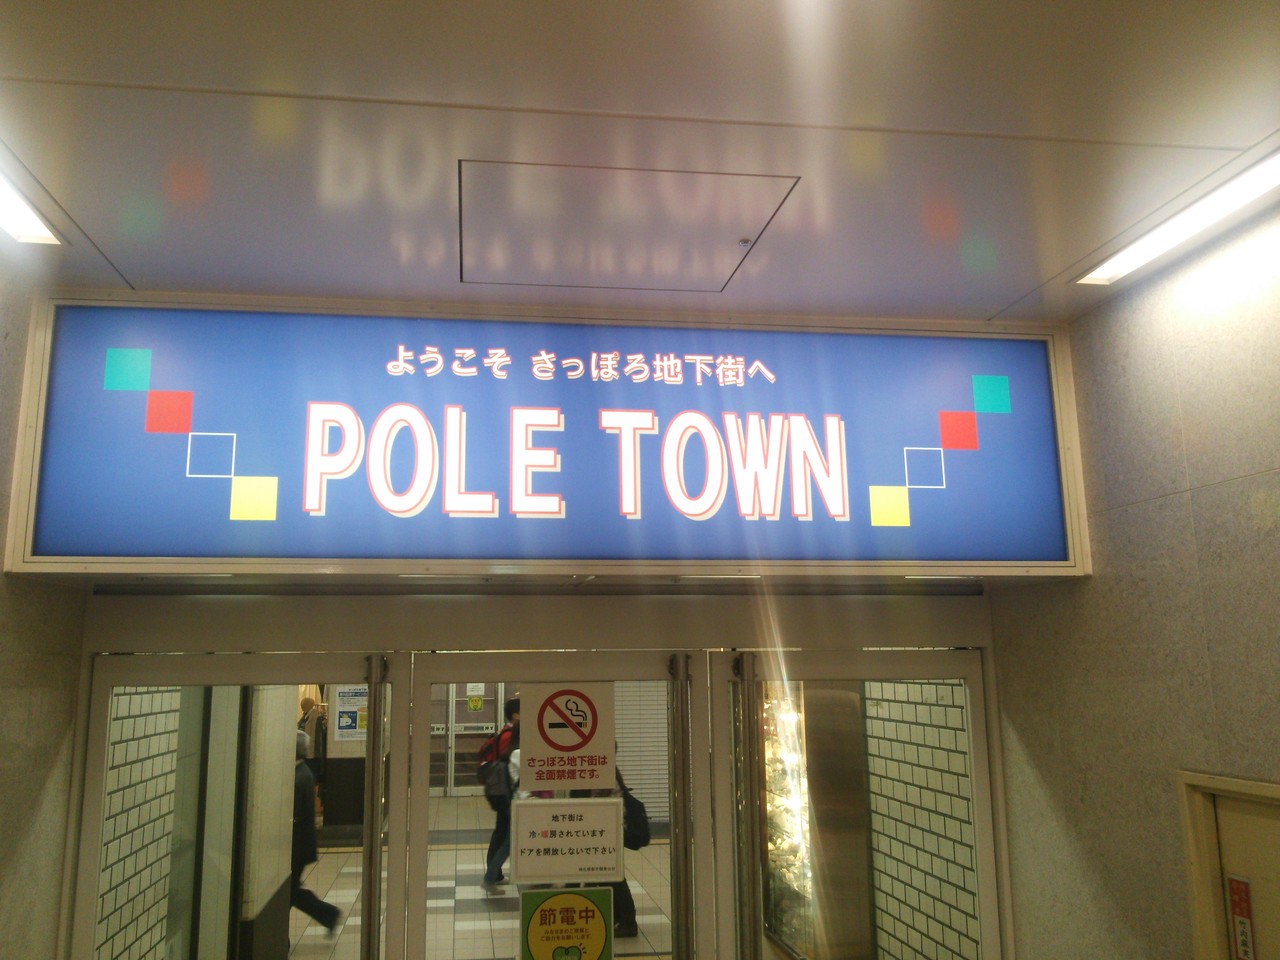 ようこそ さっぽろ地下街へ
POLE TOWN
さっぽろ地下街は
全面禁煙です。
地下街は
冷・暖房されています
ドアを開放しないで下さい
節電中